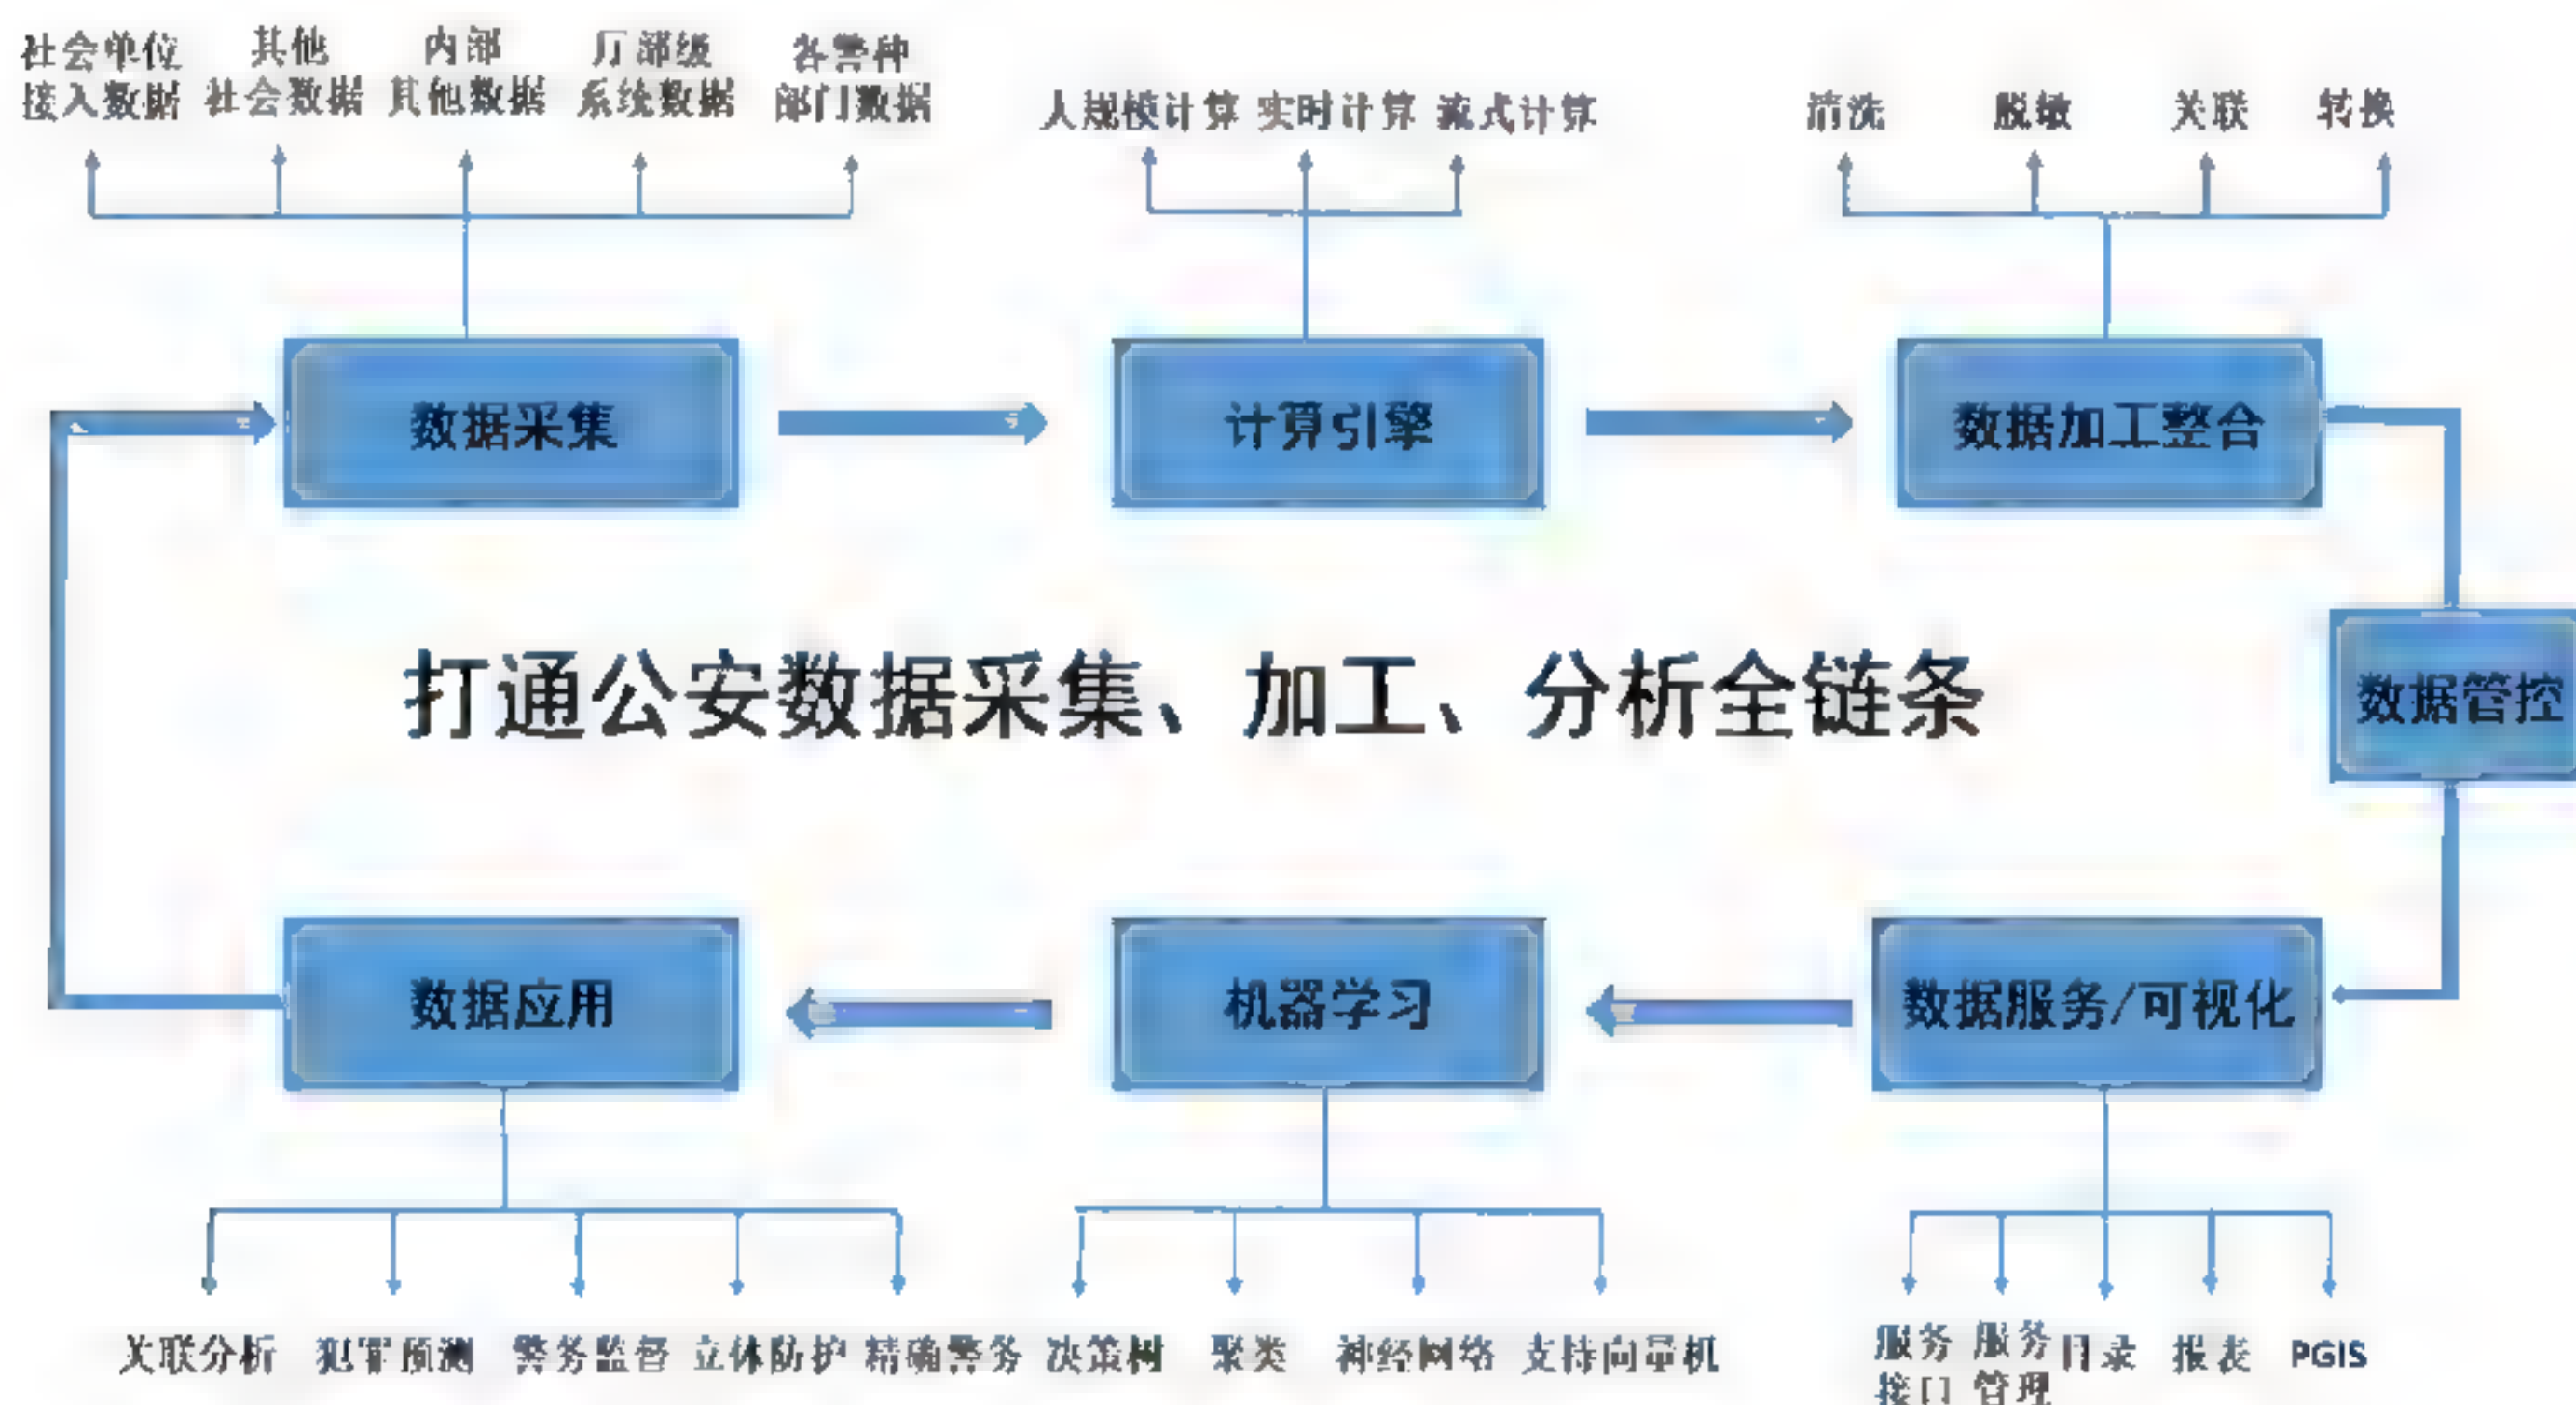 社会单位 其他 内部 厅部级 各警种
接入数据 社会数据 其他数据 系统数据 部门数据
大规模计算 实时计算 流式计算
清洗 脱敏 关联 转换
数据采集 计算引擎 数据加工整合
打通公安数据采集、加工、分析全链条
数据管控
数据应用 机器学习 数据服务/可视化
关联分析 犯罪预测 警务监督 立体防护 精确警务 决策树 聚类 神经网络 支持向量机 服务 服务 目录 报表 PGIS
接口 管理